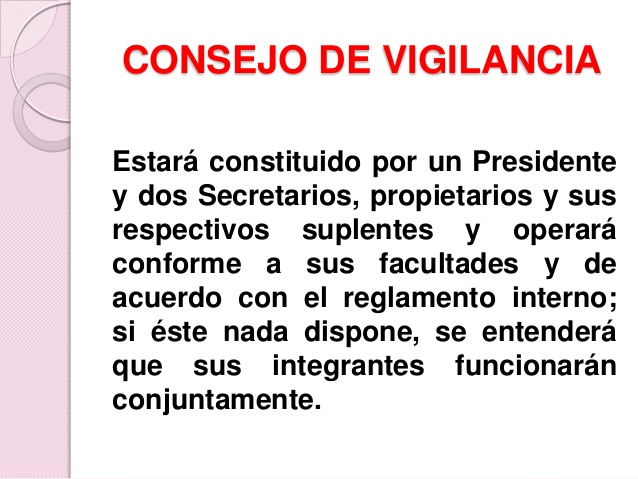 CONSEJO DE VIGILANCIA
Estará constituido por un Presidente
y dos Secretarios, propietarios y sus
respectivos suplentes y operará
conforme a sus facultades y de
acuerdo con el reglamento interno;
si éste nada dispone, se entenderá
que sus integrantes funcionarán
conjuntamente.